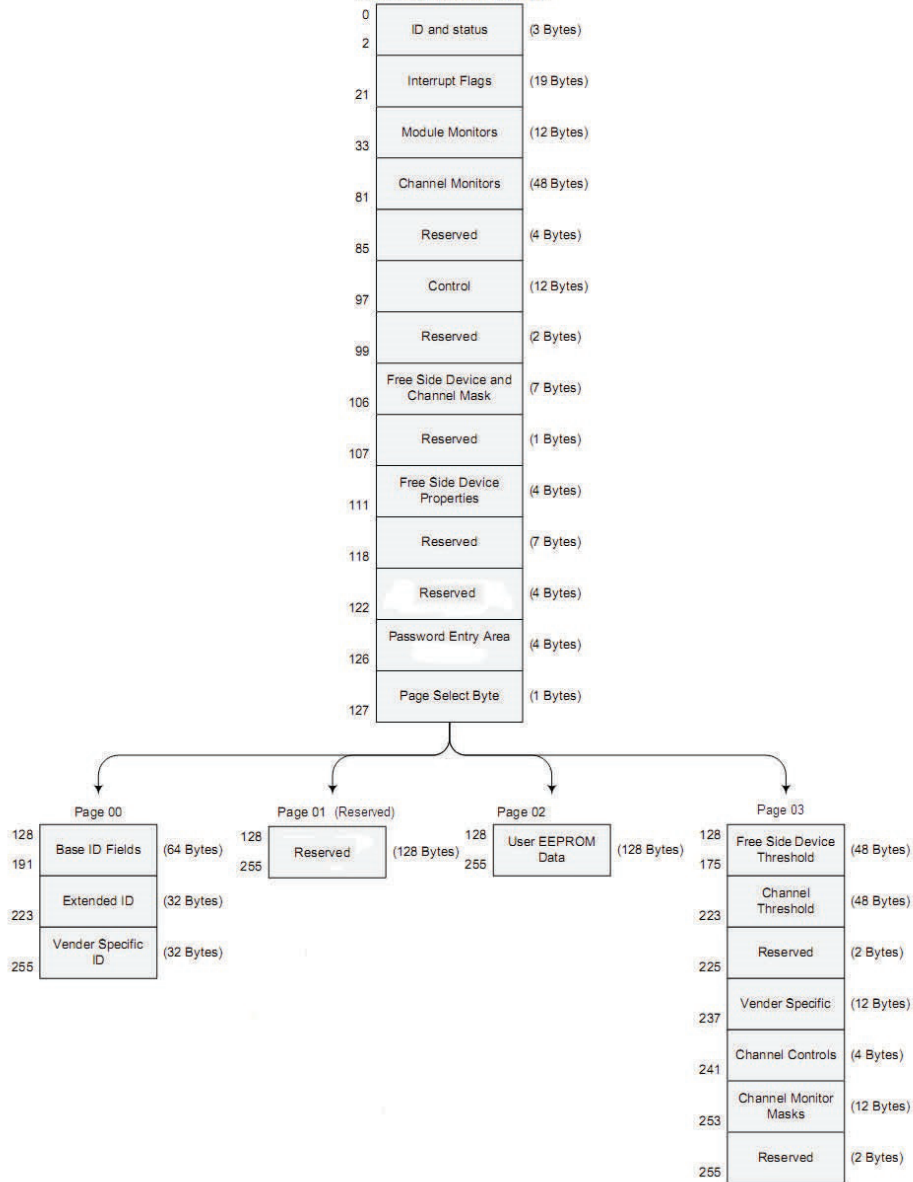 0
ID and status (3 Bytes)
2
Interrupt Flags (19 Bytes)
21
Module Monitors (12 Bytes)
33
Channel Monitors (48 Bytes)
81
Reserved (4 Bytes)
85
Control (12 Bytes)
97
Reserved (2 Bytes)
99
Free Side Device and
Channel Mask (7 Bytes)
106
Reserved (1 Bytes)
107
Free Side Device
Properties (4 Bytes)
111
Reserved (7 Bytes)
118
Reserved (4 Bytes)
122
Password Entry Area (4 Bytes)
126
Page Select Byte (1 Bytes)
127
Page 00
128
Base ID Fields (64 Bytes)
191
Extended ID (32 Bytes)
223
Vender Specific
ID (32 Bytes)
255
Page 01 (Reserved)
128
Reserved (128 Bytes)
255
Page 02
128
User EEPROM
Data (128 Bytes)
255
Page 03
128
Free Side Device
Threshold (48 Bytes)
175
Channel
Threshold (48 Bytes)
223
Reserved (2 Bytes)
225
Vender Specific (12 Bytes)
237
Channel Controls (4 Bytes)
241
Channel Monitor
Masks (12 Bytes)
253
Reserved (2 Bytes)
255